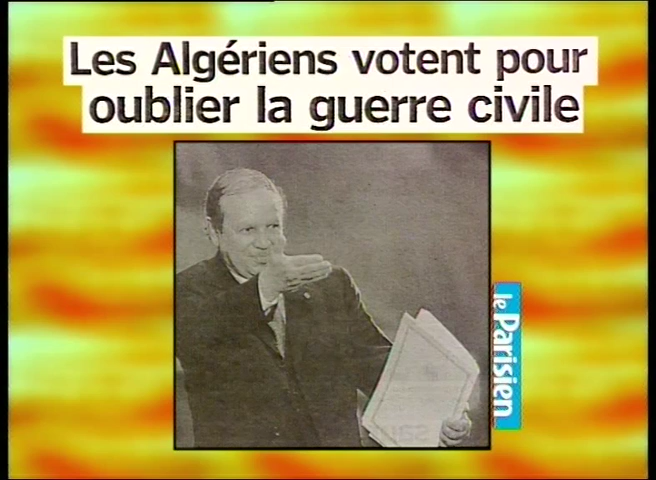 Les Algériens votent pour
oublier la guerre civile
le Parisien